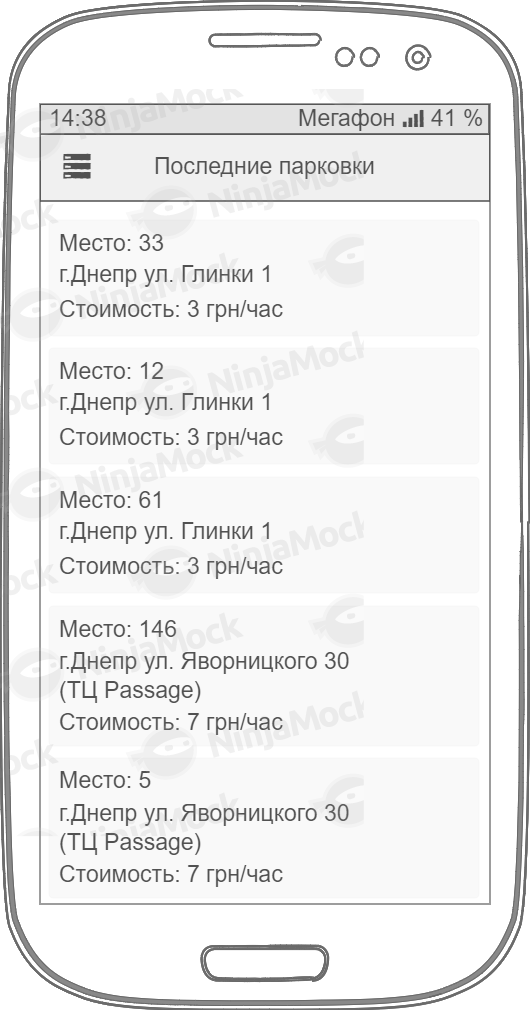 14:38 Мегафон 41 %
Последние парковки
Место: 33
г.Днепр ул. Глинки 1
Стоимость: 3 грн/час
Место: 12
г.Днепр ул. Глинки 1
Стоимость: 3 грн/час
Место: 61
г.Днепр ул. Глинки 1
Стоимость: 3 грн/час
Место: 146
г.Днепр ул. Яворницкого 30
(ТЦ Passage)
Стоимость: 7 грн/час
Место: 5
г.Днепр ул. Яворницкого 30
(ТЦ Passage)
Стоимость: 7 грн/час
NinjaMock